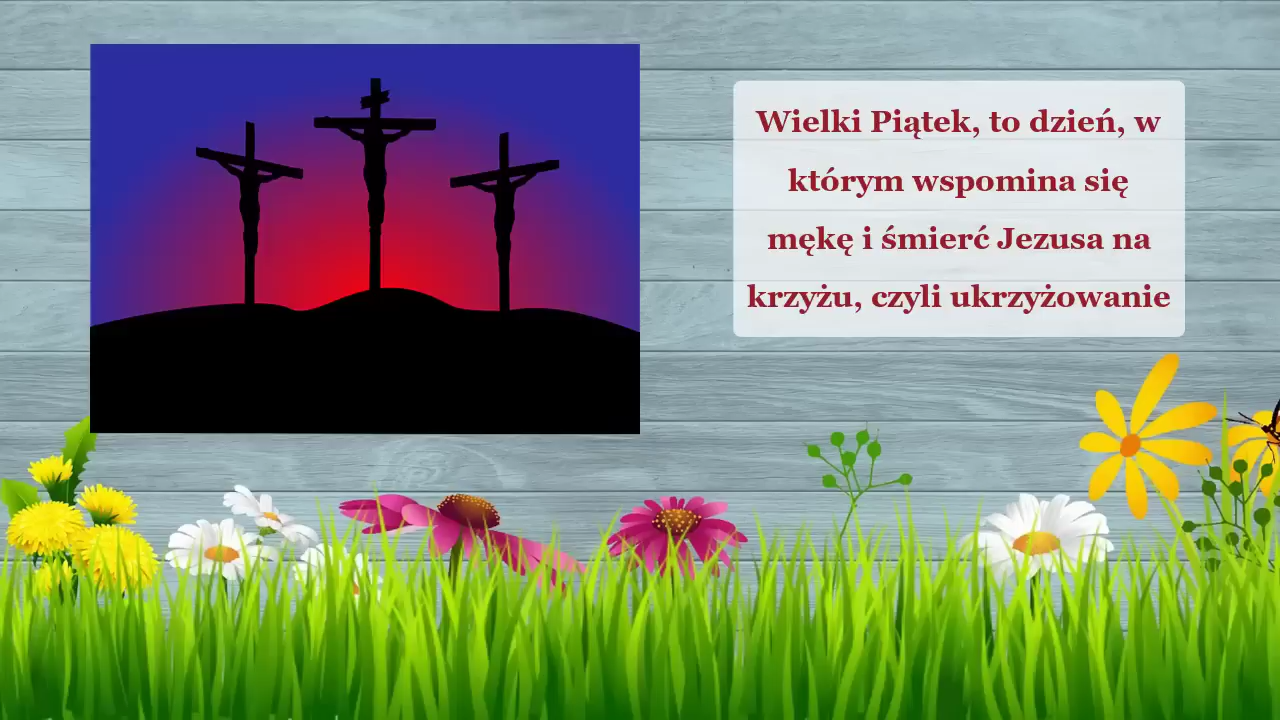 Wielki Piątek, to dzień, w
którym wspomina się
mękę i śmierć Jezusa na
krzyżu, czyli ukrzyżowanie